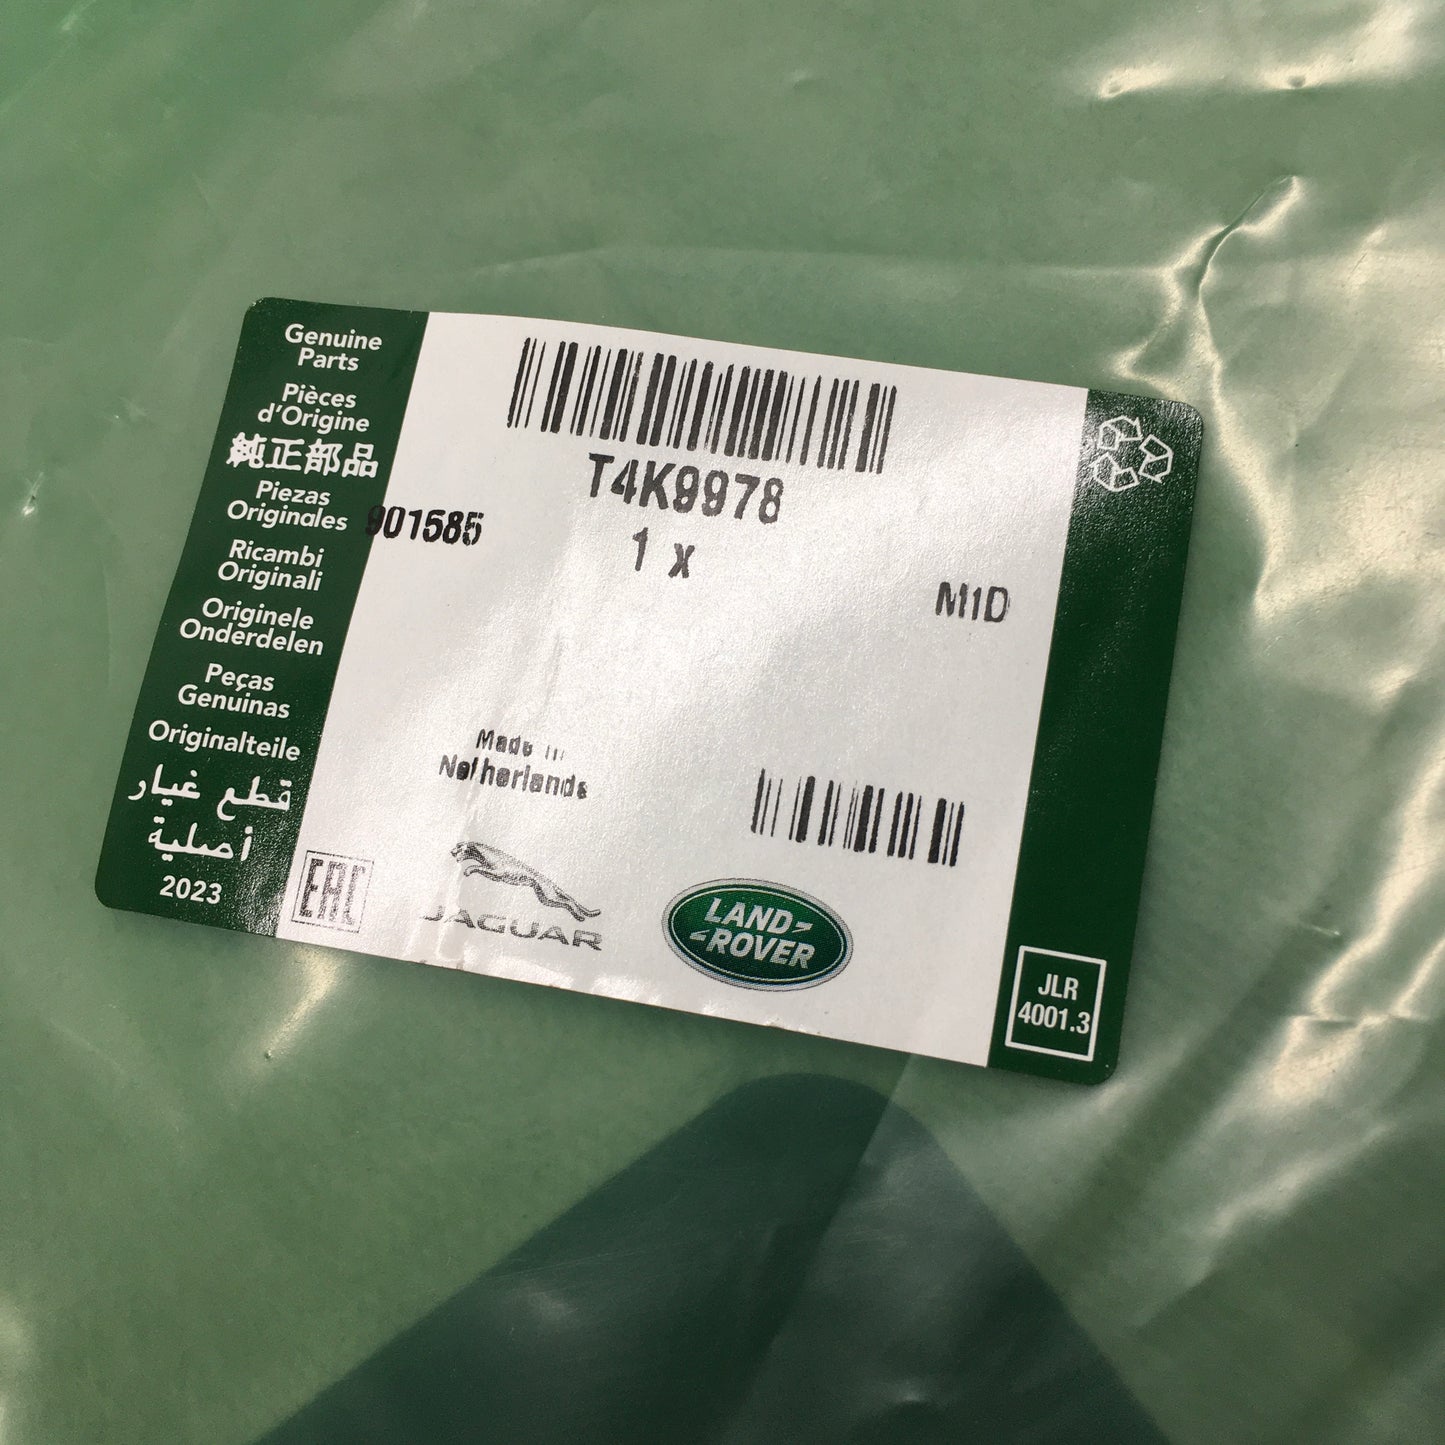 Genuine
Parts
Pièces
d'Origine
純正部品
Piezas
Originales
Ricambi
Originali
Originele
Onderdelen
Peças
Genuinas
Originalteile
قطع غيار
أصلية
2023
901585
T4K9978
1 x
M1D
Made in
Netherlands
EAC
JAGUAR
LAND
ROVER
JLR
4001.3